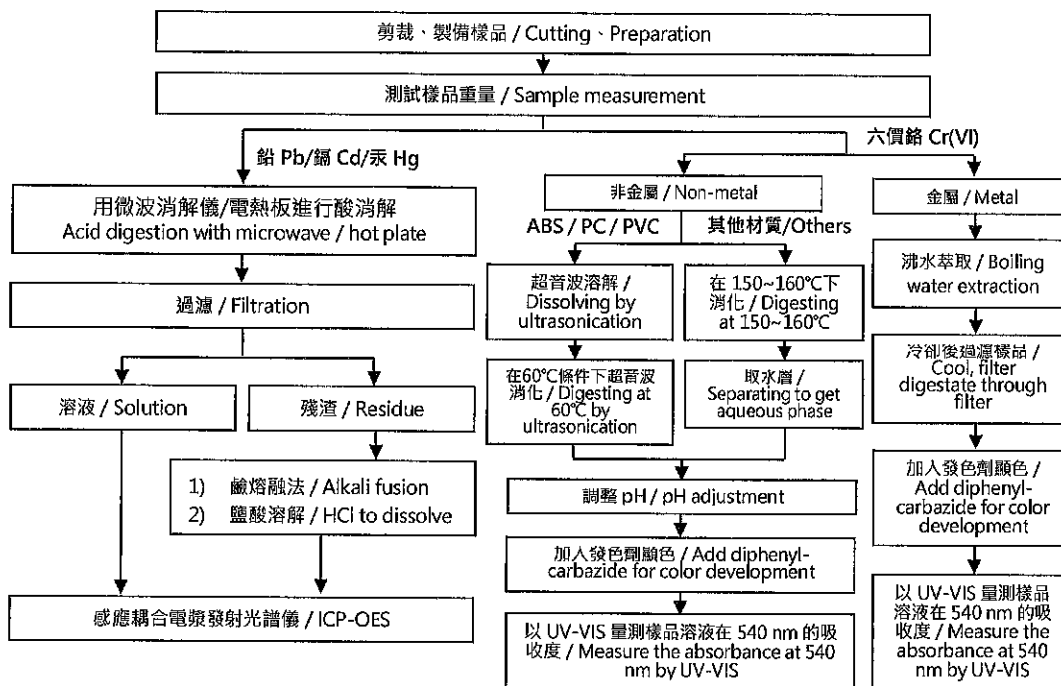 剪裁、製備樣品 / Cutting、Preparation
測試樣品重量 / Sample measurement
鉛 Pb/鎘 Cd/汞 Hg
用微波消解儀/電熱板進行酸消解
Acid digestion with microwave / hot plate
過濾 / Filtration
溶液 / Solution
殘渣 / Residue
1) 鹼熔融法 / Alkali fusion
2) 鹽酸溶解 / HCl to dissolve
感應耦合電漿發射光譜儀 / ICP-OES
六價鉻 Cr(VI)
非金屬 / Non-metal
ABS / PC / PVC
超音波溶解 /
Dissolving by
ultrasonication
在60℃條件下超音波
消化 / Digesting at
60℃ by
ultrasonication
其他材質/Others
在 150~160℃下
消化 / Digesting
at 150~160℃
取水層 /
Separating to get
aqueous phase
調整 pH / pH adjustment
加入發色劑顯色 / Add diphenyl-
carbazide for color development
以 UV-VIS 量測樣品溶液在 540 nm 的吸
收度 / Measure the absorbance at 540
nm by UV-VIS
金屬 / Metal
沸水萃取 / Boiling
water extraction
冷卻後過濾樣品 /
Cool, filter
digestate through
filter
加入發色劑顯色 /
Add diphenyl-
carbazide for color
development
以 UV-VIS 量測樣品
溶液在 540 nm 的吸
收度 / Measure the
absorbance at 540
nm by UV-VIS